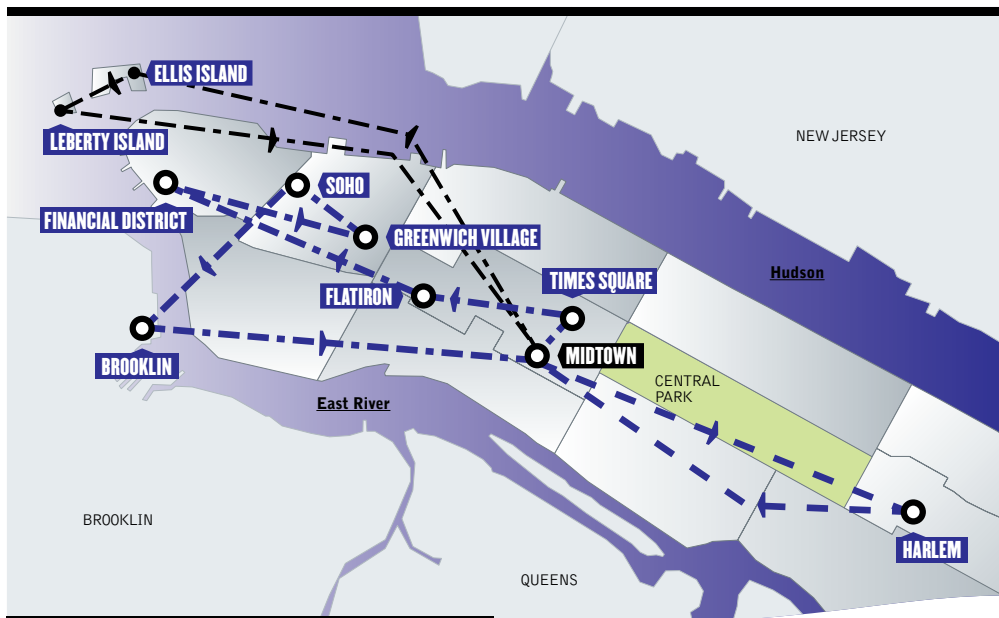 ELLIS ISLAND
LEBERTY ISLAND
NEW JERSEY
SOHO
FINANCIAL DISTRICT
GREENWICH VILLAGE
Hudson
TIMES SQUARE
FLATIRON
MIDTOWN
BROOKLIN
CENTRAL
PARK
East River
BROOKLIN
HARLEM
QUEENS